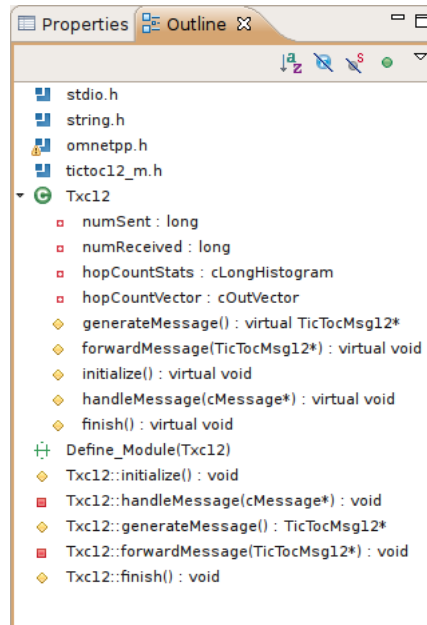 Properties Outline
a
z
S
stdio.h
string.h
omnetpp.h
tictoc12_m.h
C Txc12
numSent : long
numReceived : long
hopCountStats : cLongHistogram
hopCountVector : cOutVector
generateMessage() : virtual TicTocMsg12*
forwardMessage(TicTocMsg12*) : virtual void
initialize() : virtual void
handleMessage(cMessage*) : virtual void
finish() : virtual void
Define_Module(Txc12)
Txc12::initialize() : void
Txc12::handleMessage(cMessage*) : void
Txc12::generateMessage() : TicTocMsg12*
Txc12::forwardMessage(TicTocMsg12*) : void
Txc12::finish() : void